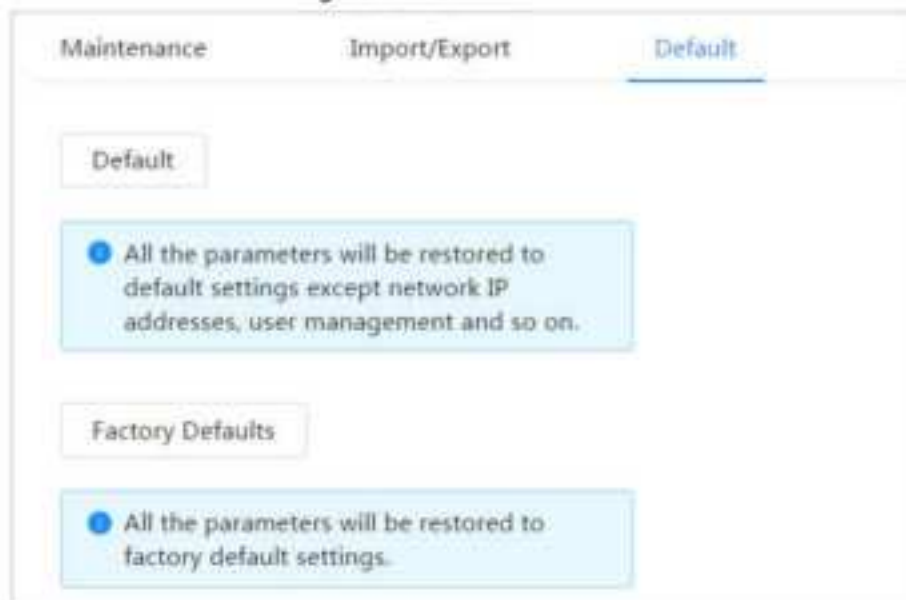 Maintenance Import/Export Default
Default
All the parameters will be restored to
default settings except network IP
addresses, user management and so on.
Factory Defaults
All the parameters will be restored to
factory default settings.